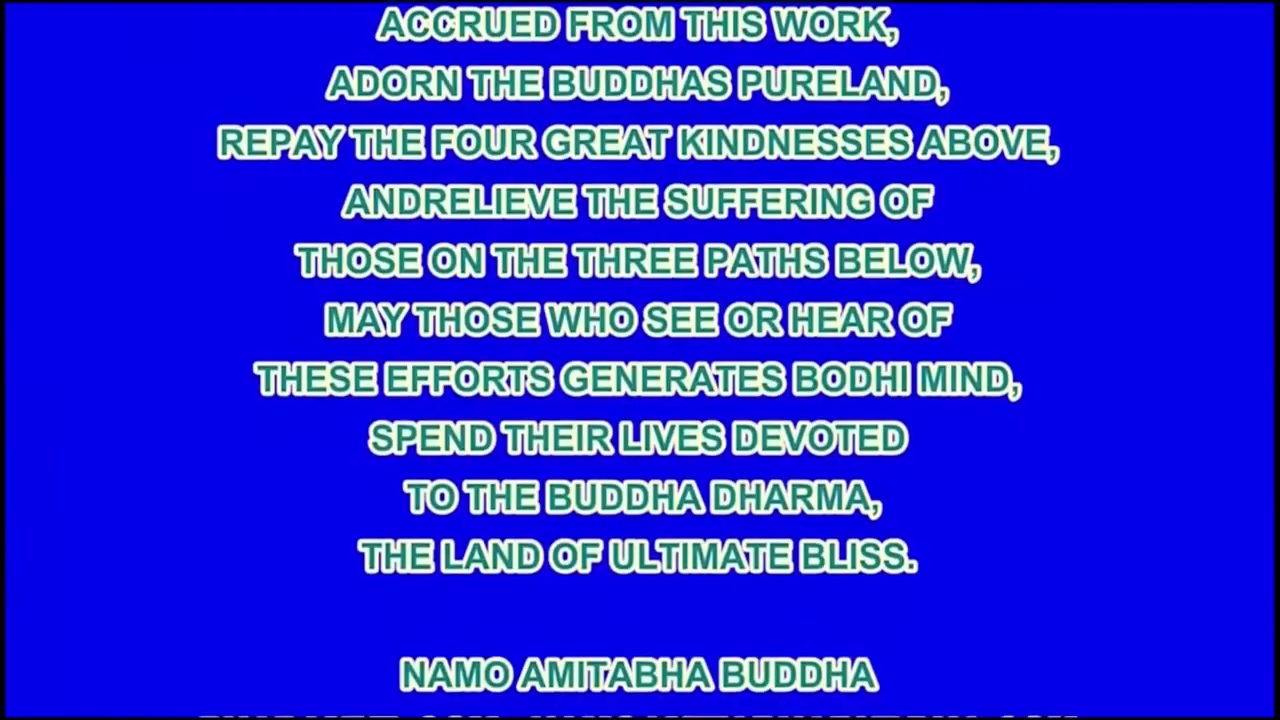 ACCRUED FROM THIS WORK,
ADORN THE BUDDHAS PURELAND,
REPAY THE FOUR GREAT KINDNESSES ABOVE,
ANDRELIEVE THE SUFFERING OF
THOSE ON THE THREE PATHS BELOW,
MAY THOSE WHO SEE OR HEAR OF
THESE EFFORTS GENERATES BODHI MIND,
SPEND THEIR LIVES DEVOTED
TO THE BUDDHA DHARMA,
THE LAND OF ULTIMATE BLISS.
NAMO AMITABHA BUDDHA